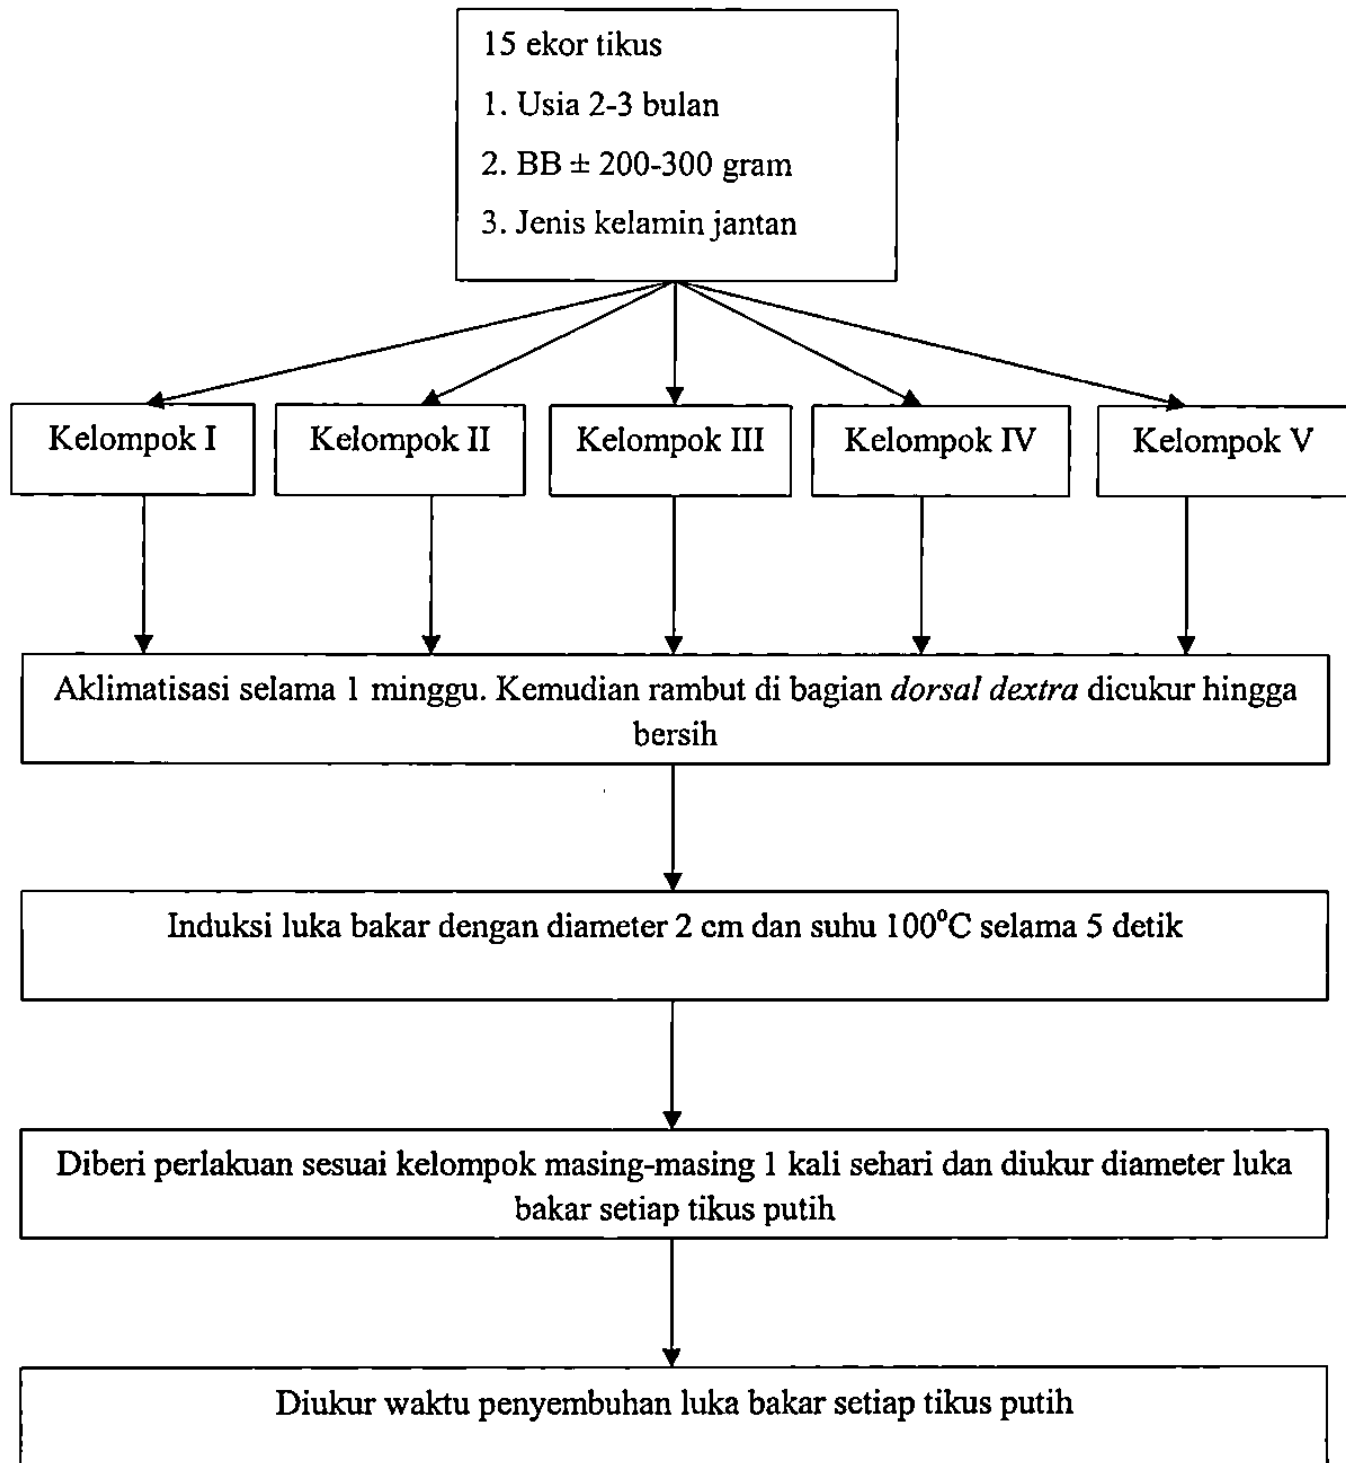 15 ekor tikus
1. Usia 2-3 bulan
2. BB ± 200-300 gram
3. Jenis kelamin jantan
Kelompok I
Kelompok II
Kelompok III
Kelompok IV
Kelompok V
Aklimatisasi selama 1 minggu. Kemudian rambut di bagian dorsal dextra dicukur hingga
bersih
Induksi luka bakar dengan diameter 2 cm dan suhu 100⁰C selama 5 detik
Diberi perlakuan sesuai kelompok masing-masing 1 kali sehari dan diukur diameter luka
bakar setiap tikus putih
Diukur waktu penyembuhan luka bakar setiap tikus putih